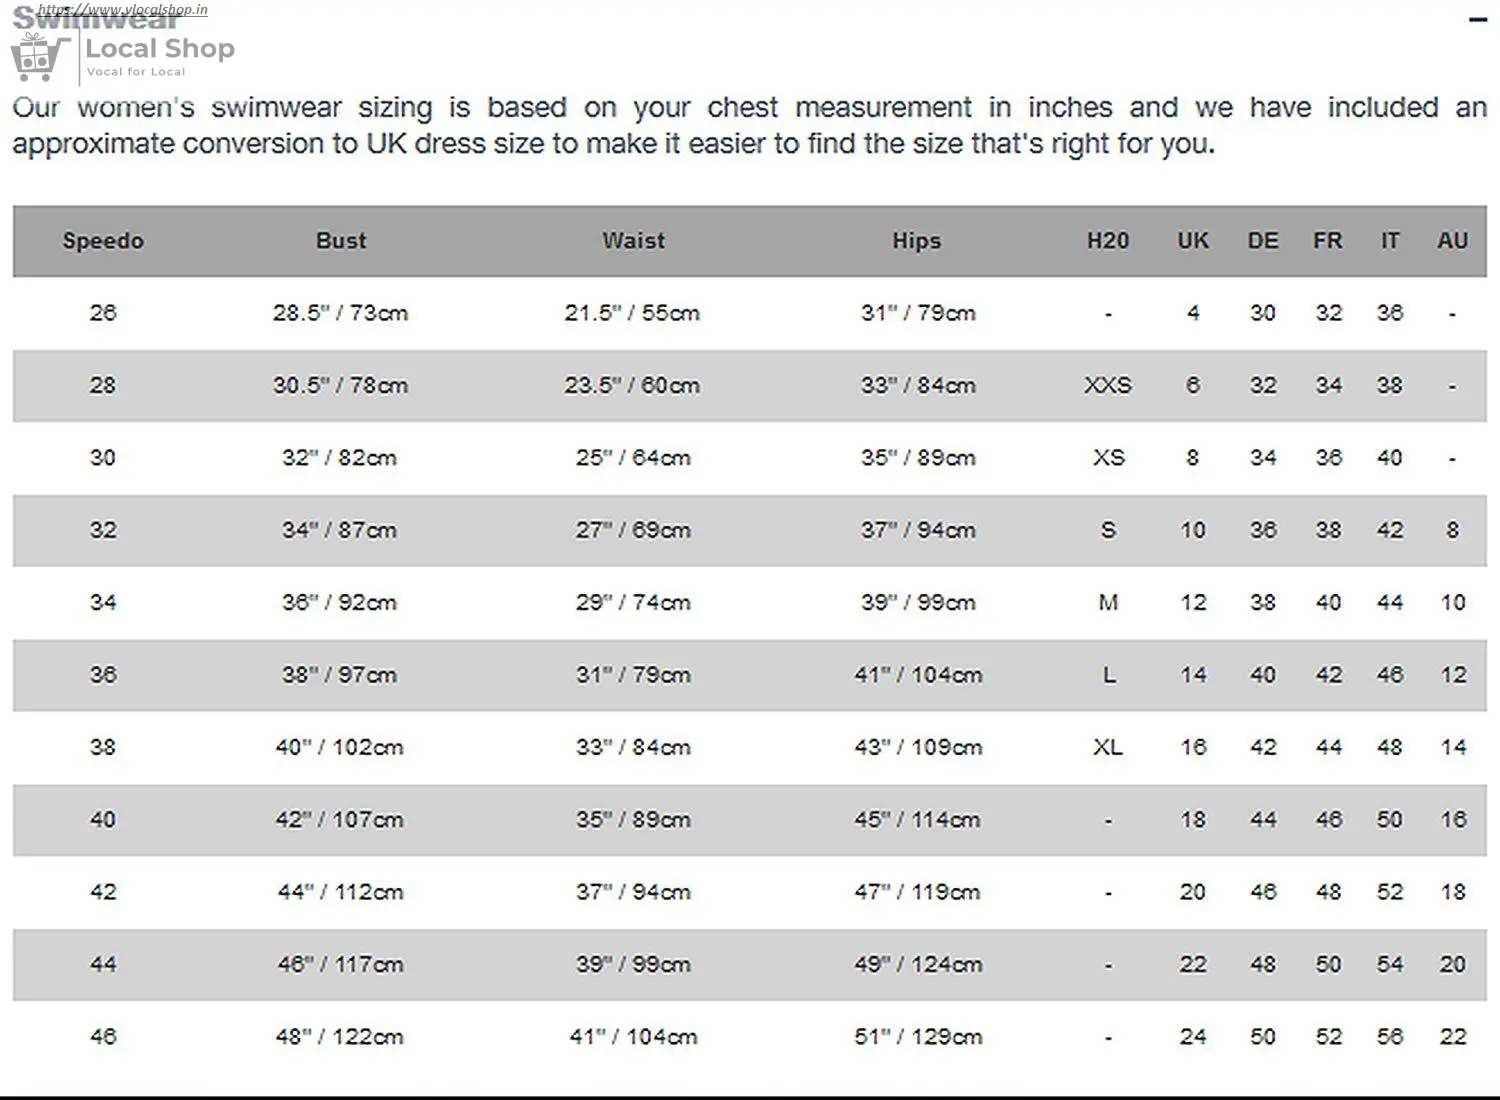 https://www.vlocalshop.in
Swimwear
Local Shop
Vocal for Local
Our women's swimwear sizing is based on your chest measurement in inches and we have included an
approximate conversion to UK dress size to make it easier to find the size that's right for you.
Speedo Bust Waist Hips H20 UK DE FR IT AU
26 28.5" / 73cm 21.5" / 55cm 31" / 79cm - 4 30 32 36 -
28 30.5" / 78cm 23.5" / 60cm 33" / 84cm XXS 6 32 34 38 -
30 32" / 82cm 25" / 64cm 35" / 89cm XS 8 34 36 40 -
32 34" / 87cm 27" / 69cm 37" / 94cm S 10 36 38 42 8
34 36" / 92cm 29" / 74cm 39" / 99cm M 12 38 40 44 10
36 38" / 97cm 31" / 79cm 41" / 104cm L 14 40 42 46 12
38 40" / 102cm 33" / 84cm 43" / 109cm XL 16 42 44 48 14
40 42" / 107cm 35" / 89cm 45" / 114cm - 18 44 46 50 16
42 44" / 112cm 37" / 94cm 47" / 119cm - 20 46 48 52 18
44 46" / 117cm 39" / 99cm 49" / 124cm - 22 48 50 54 20
46 48" / 122cm 41" / 104cm 51" / 129cm - 24 50 52 56 22